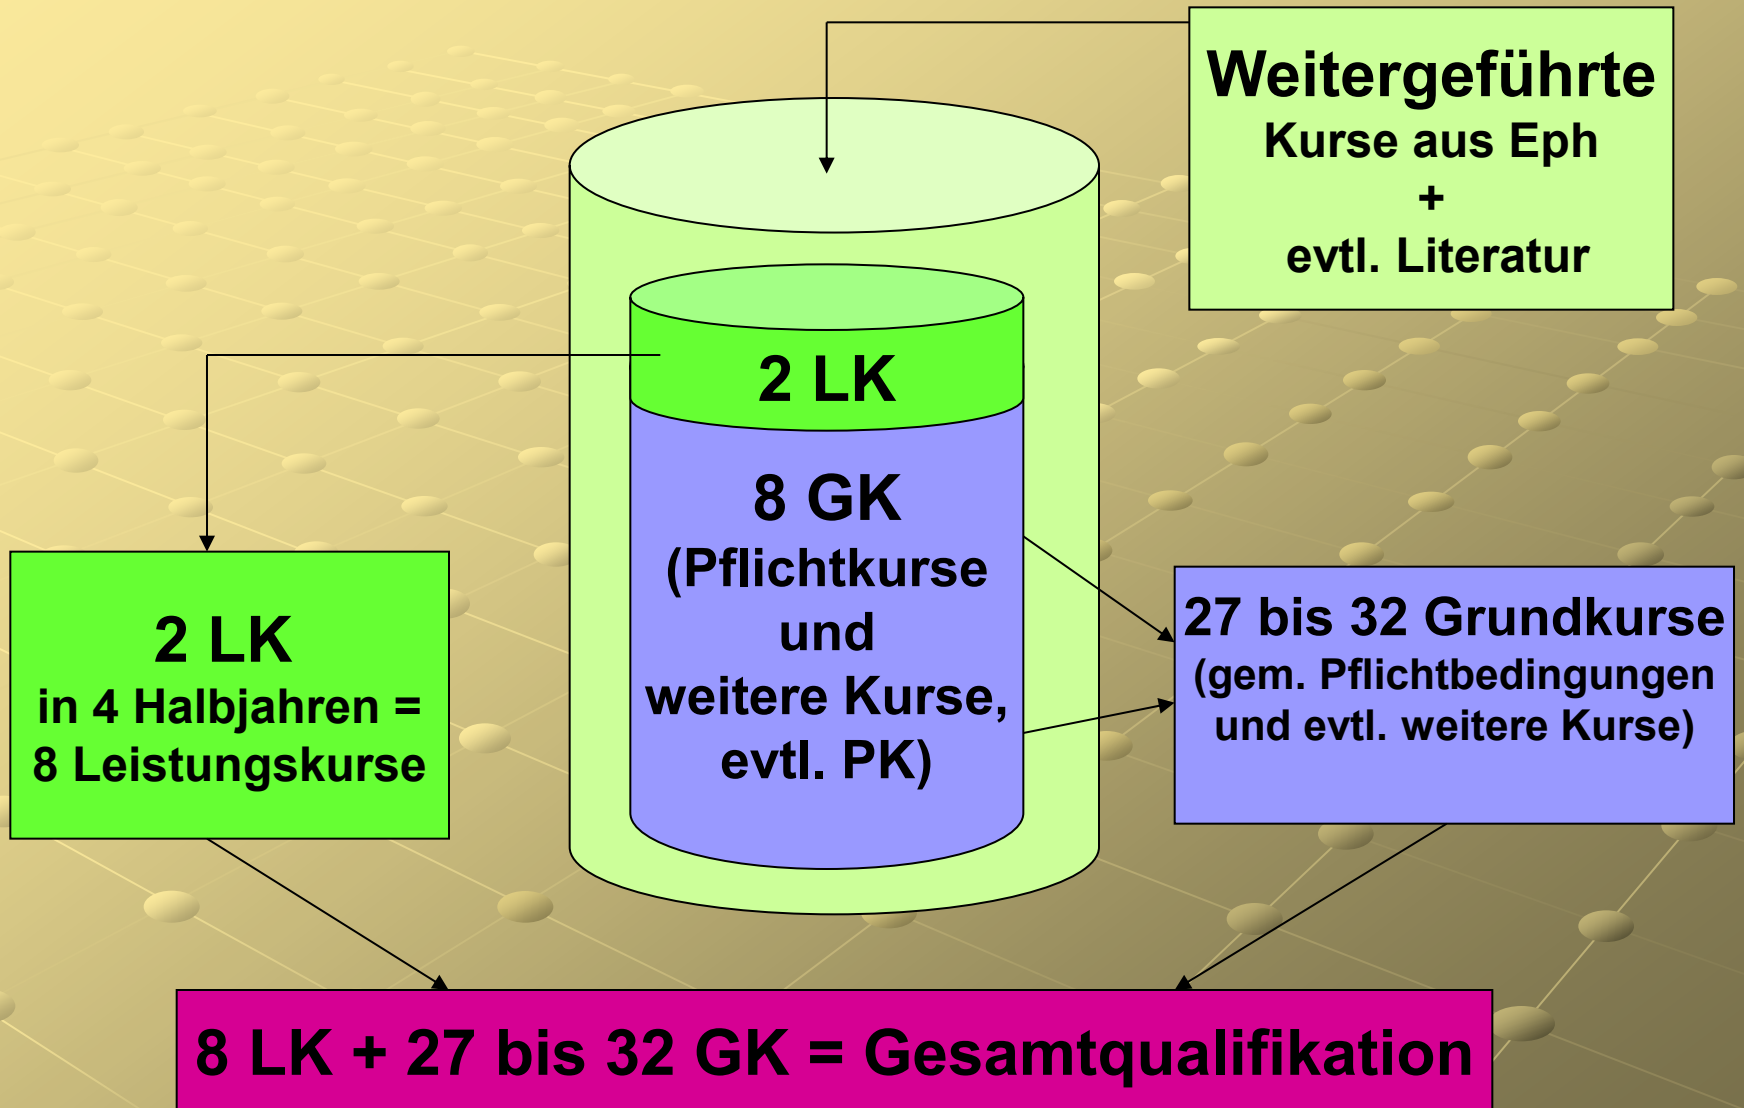 Weitergeführte
Kurse aus Eph
+
evtl. Literatur
2 LK
8 GK
(Pflichtkurse
und
weitere Kurse,
evtl. PK)
2 LK
in 4 Halbjahren =
8 Leistungskurse
27 bis 32 Grundkurse
(gem. Pflichtbedingungen
und evtl. weitere Kurse)
8 LK + 27 bis 32 GK = Gesamtqualifikation